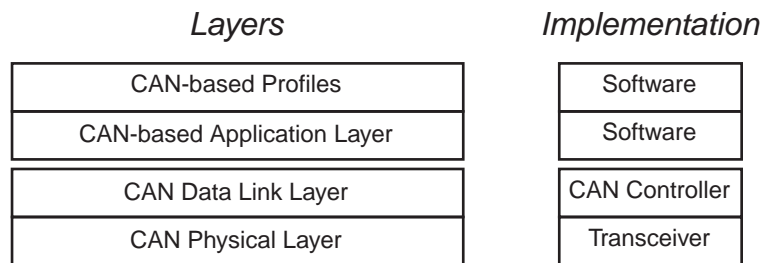 Layers Implementation
CAN-based Profiles Software
CAN-based Application Layer Software
CAN Data Link Layer CAN Controller
CAN Physical Layer Transceiver